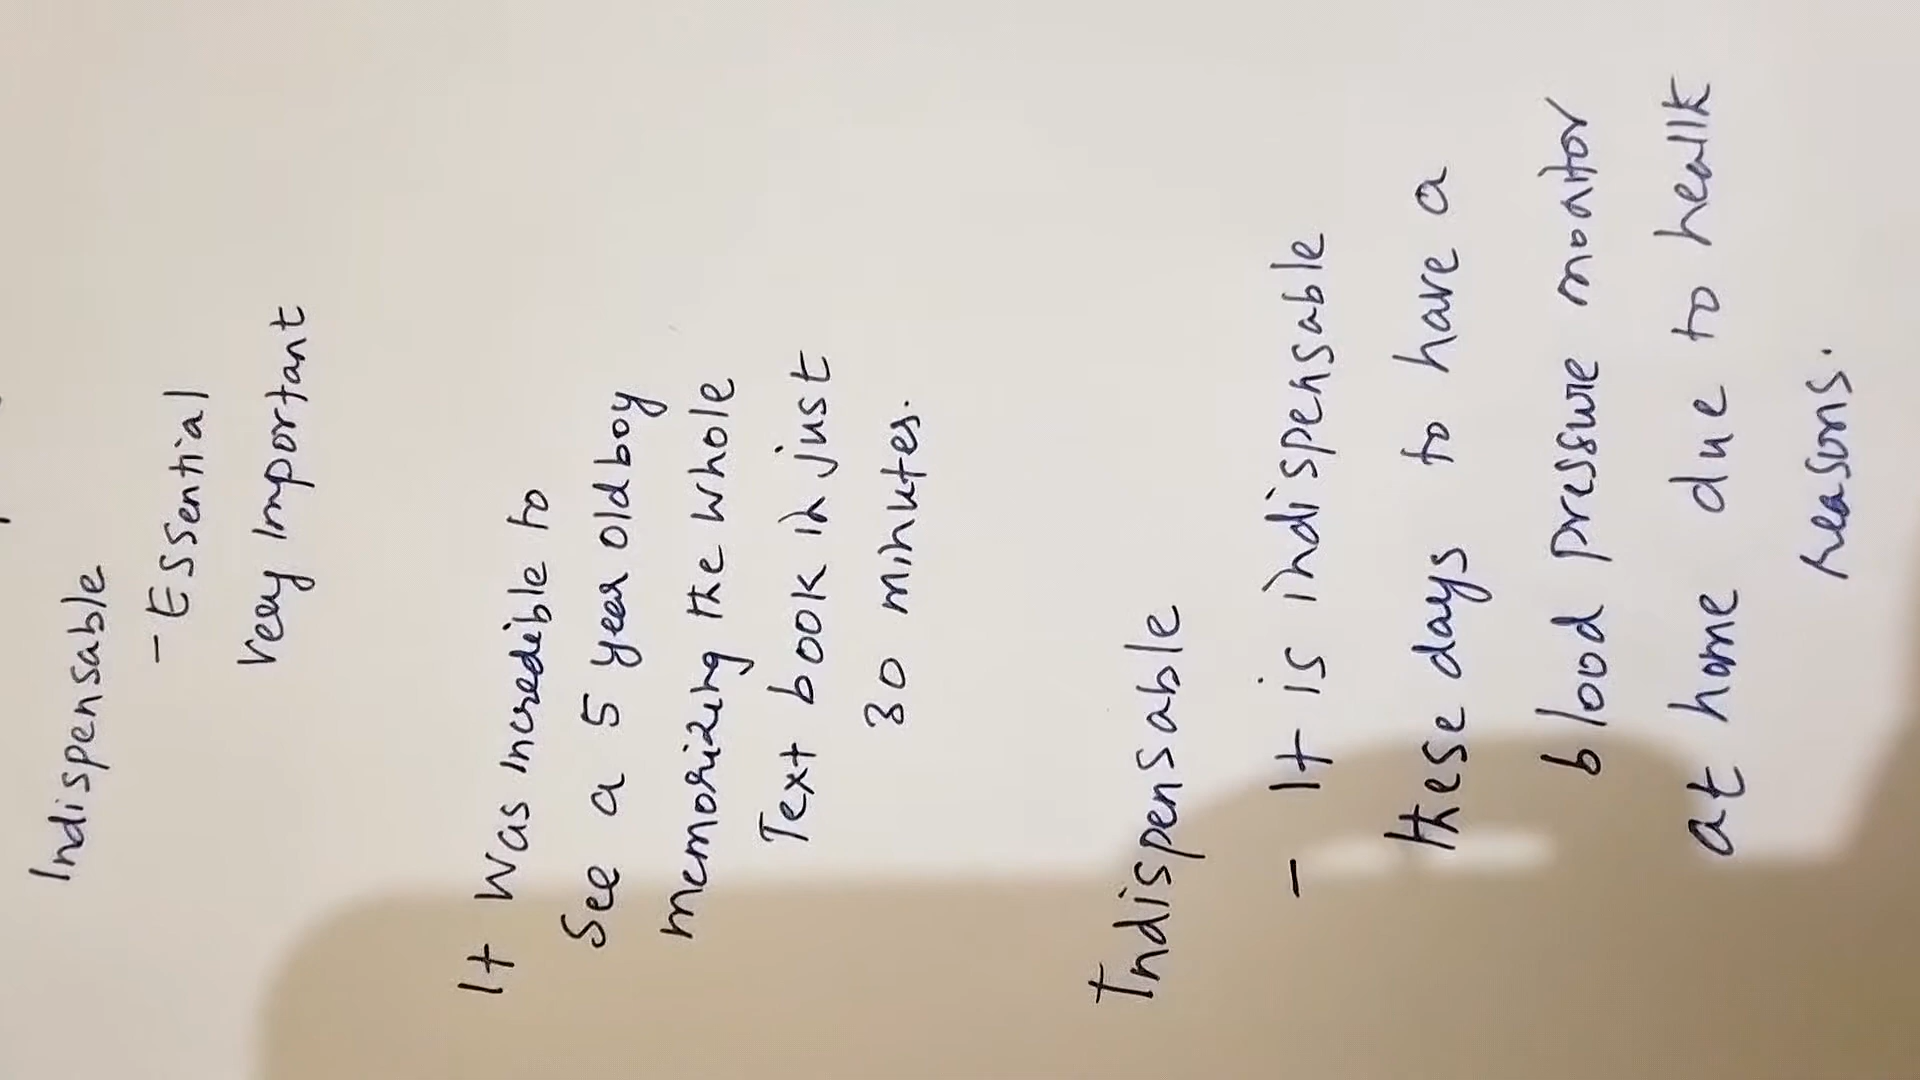 Indispensable
- Essential
Very Important
It was incredible to
see a 5 year old boy
memorizing the whole
Text book in just
30 minutes.
Indispensable
- It is indispensable
these days to have a
blood pressure monitor
at home due to health
reasons.